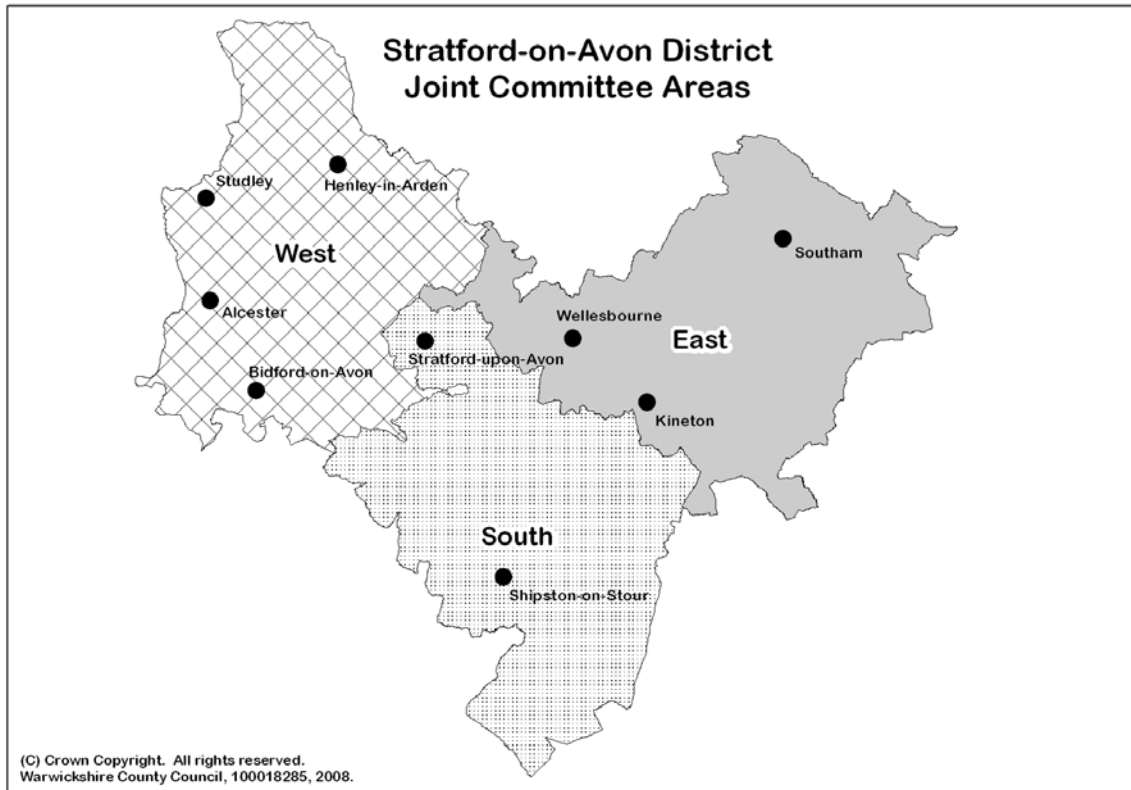 Stratford-on-Avon District
Joint Committee Areas
Studley
Henley-in-Arden
West
Southam
Alcester
Wellesbourne
East
Stratford-upon-Avon
Bidford-on-Avon
Kineton
South
Shipston-on-Stour
(C) Crown Copyright. All rights reserved.
Warwickshire County Council, 100018285, 2008.